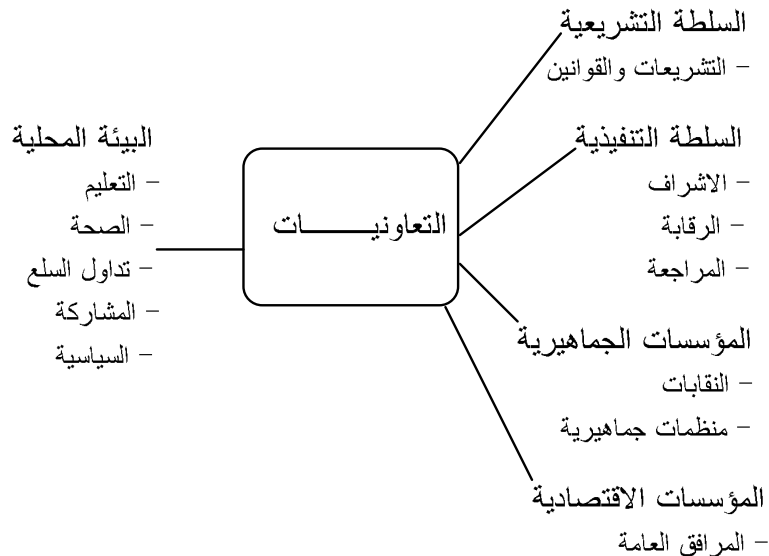 السلطة التشريعية
- التشريعات والقوانين
السلطة التنفيذية
- الاشراف
- الرقابة
- المراجعة
المؤسسات الجماهيرية
- النقابات
- منظمات جماهيرية
المؤسسات الاقتصادية
- المرافق العامة
التعاونيـــــات
البيئة المحلية
- التعليم
- الصحة
- تداول السلع
- المشاركة
- السياسية